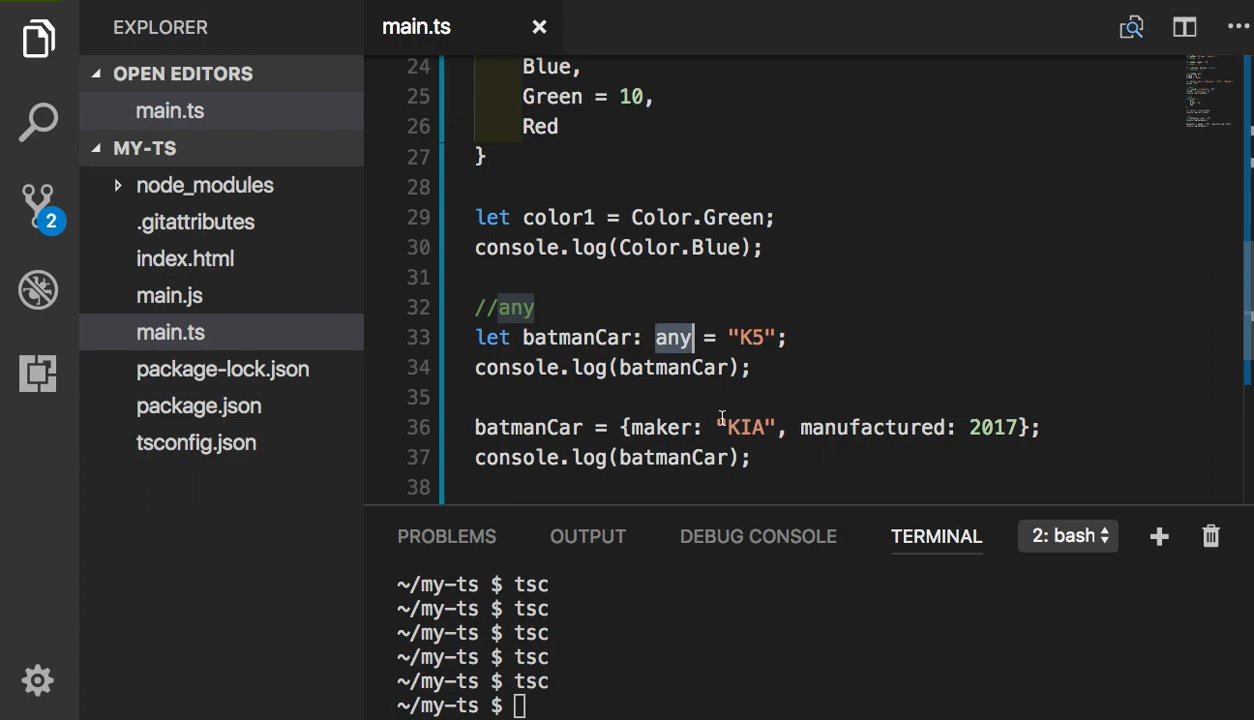 EXPLORER
OPEN EDITORS
main.ts
MY-TS
node_modules
.gitattributes
index.html
main.js
main.ts
package-lock.json
package.json
tsconfig.json
2
main.ts
24 Blue,
25 Green = 10,
26 Red
27 }
28
29 let color1 = Color.Green;
30 console.log(Color.Blue);
31
32 //any
33 let batmanCar: any = "K5";
34 console.log(batmanCar);
35
36 batmanCar = {maker: "KIA", manufactured: 2017};
37 console.log(batmanCar);
38
PROBLEMS OUTPUT DEBUG CONSOLE TERMINAL 2: bash
~/my-ts $ tsc
~/my-ts $ tsc
~/my-ts $ tsc
~/my-ts $ tsc
~/my-ts $ tsc
~/my-ts $